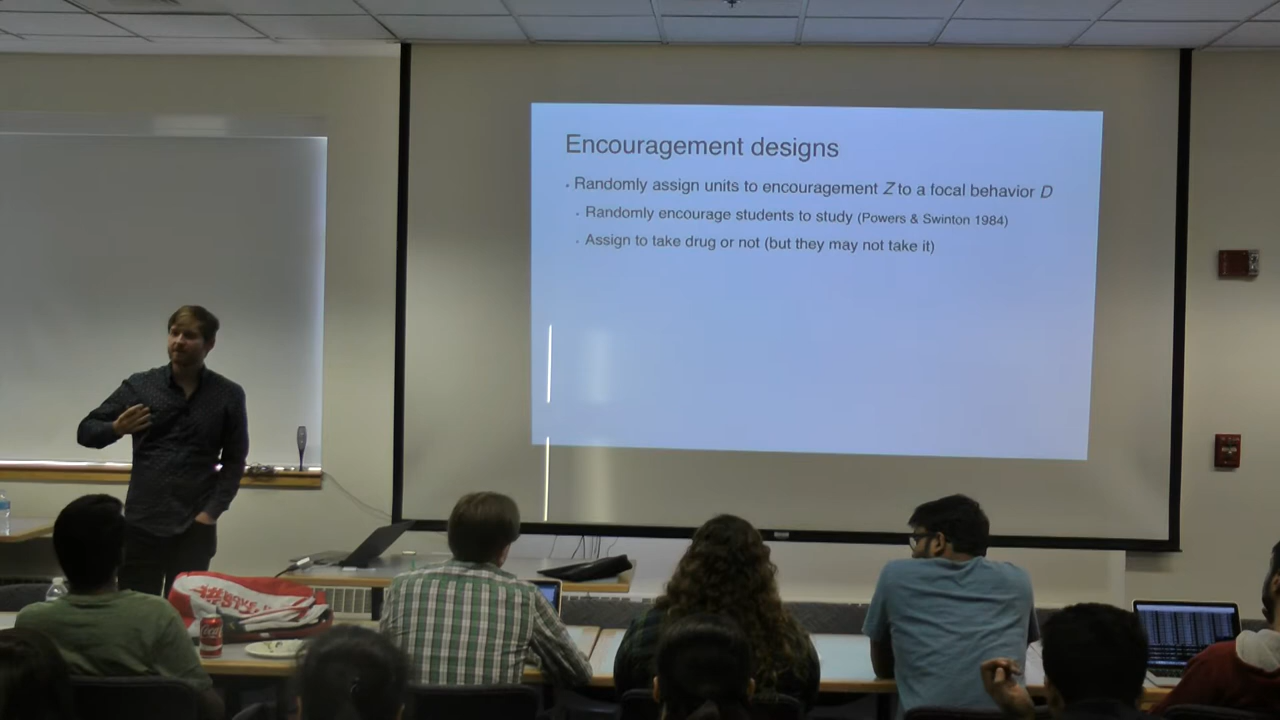 Encouragement designs
Randomly assign units to encouragement Z to a focal behavior D
Randomly encourage students to study (Powers & Swinton 1984)
Assign to take drug or not (but they may not take it)